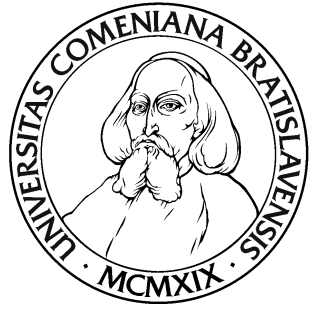 UNIVERSITAS COMENIANA BRATISLAVENSIS
· MCMXIX ·